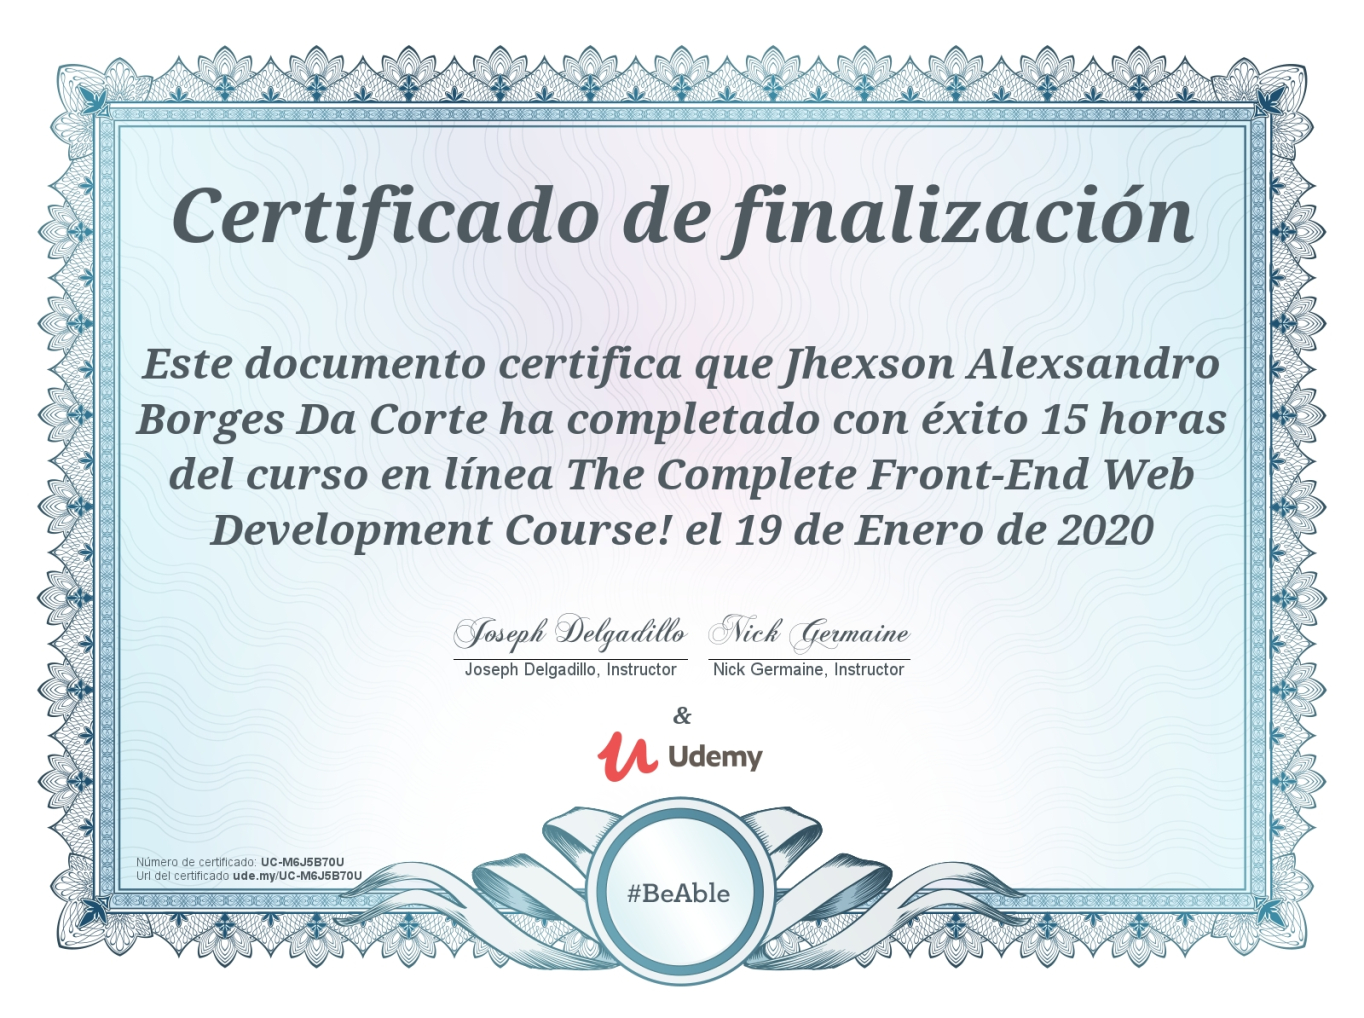 Certificado de finalización
Este documento certifica que Jhexson Alexsandro
Borges Da Corte ha completado con éxito 15 horas
del curso en línea The Complete Front-End Web
Development Course! el 19 de Enero de 2020
Joseph Delgadillo Nick Germaine
Joseph Delgadillo, Instructor Nick Germaine, Instructor
&
Udemy
#BeAble
Número de certificado: UC-M6J5B70U
Url del certificado ude.my/UC-M6J5B70U